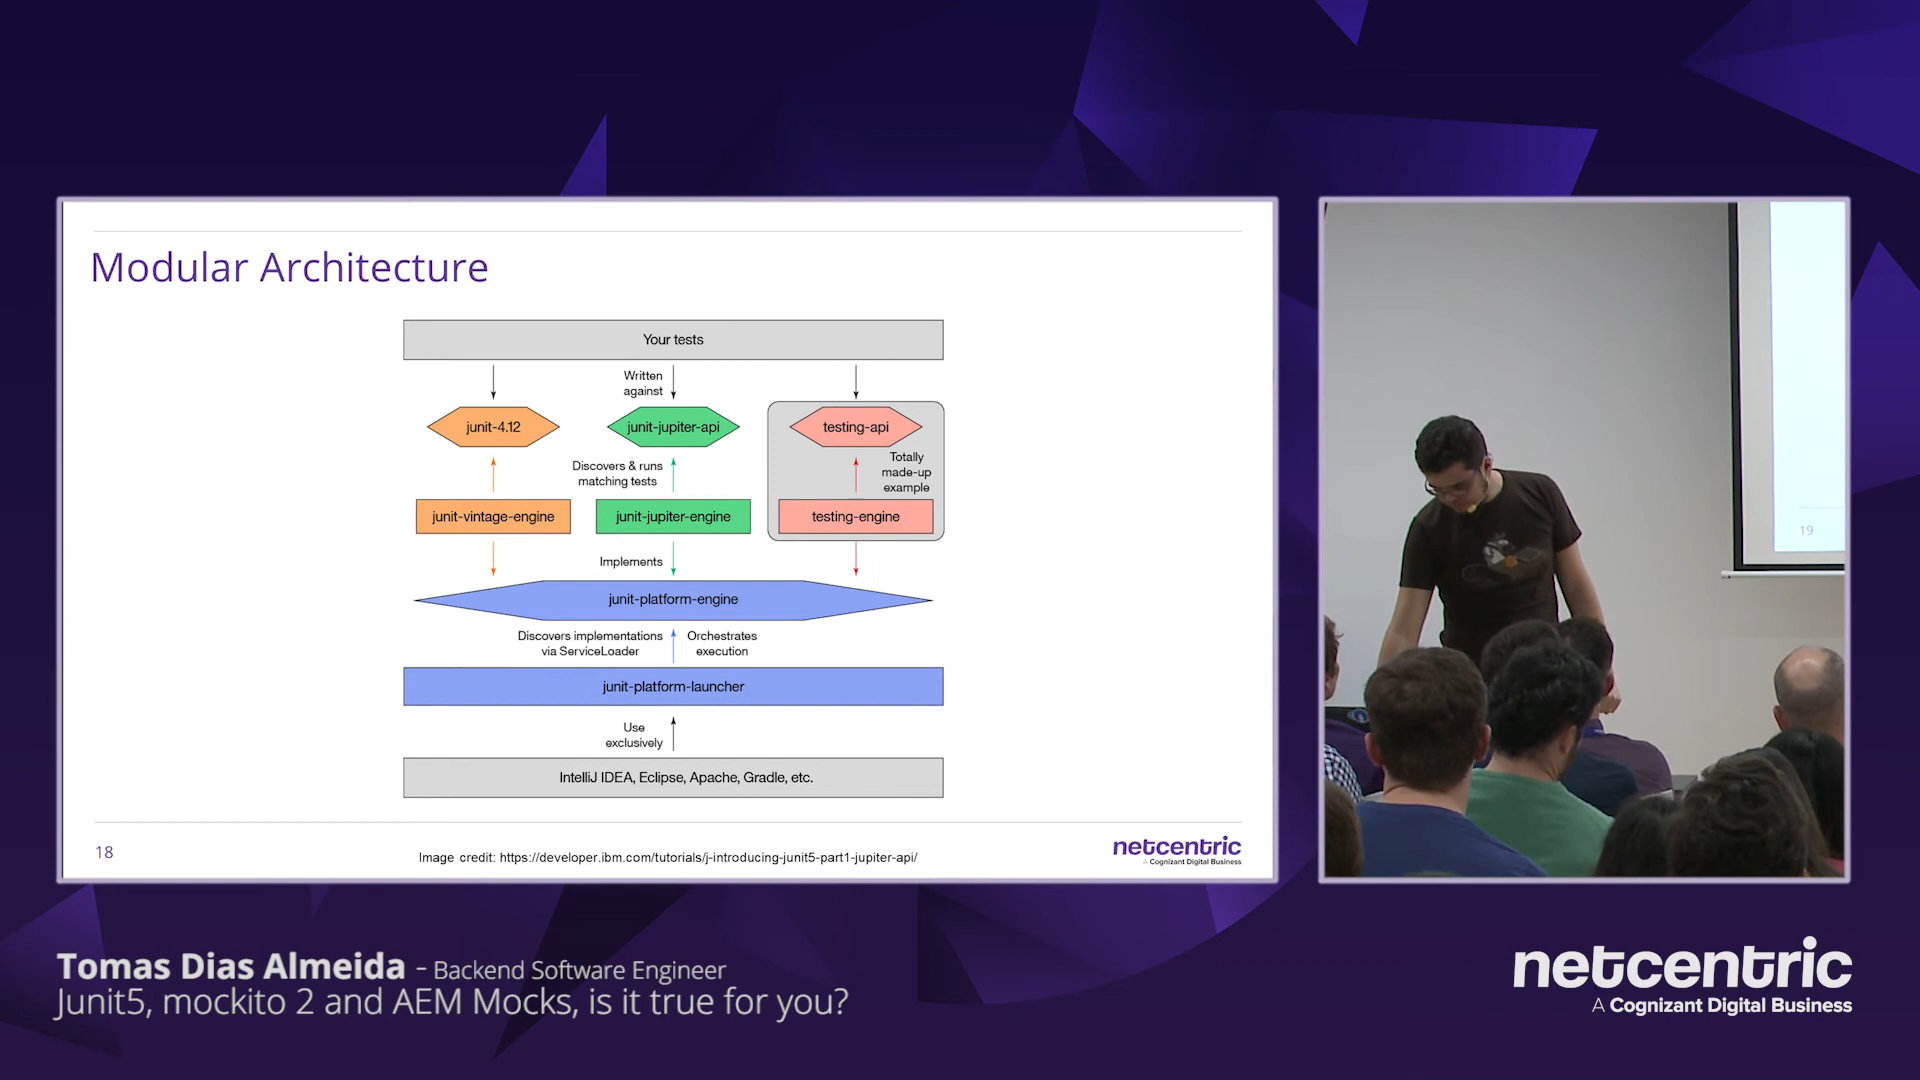 Modular Architecture
Your tests
Written
against
junit-4.12
junit-jupiter-api
testing-api
Discovers & runs
matching tests
Totally
made-up
example
junit-vintage-engine
junit-jupiter-engine
testing-engine
Implements
junit-platform-engine
Discovers implementations
via ServiceLoader
Orchestrates
execution
junit-platform-launcher
Use
exclusively
IntelliJ IDEA, Eclipse, Apache, Gradle, etc.
18
Image credit: https://developer.ibm.com/tutorials/j-introducing-junit5-part1-jupiter-api/
netcentric
A Cognizant Digital Business
19
Tomas Dias Almeida - Backend Software Engineer
Junit5, mockito 2 and AEM Mocks, is it true for you?
netcentric
A Cognizant Digital Business